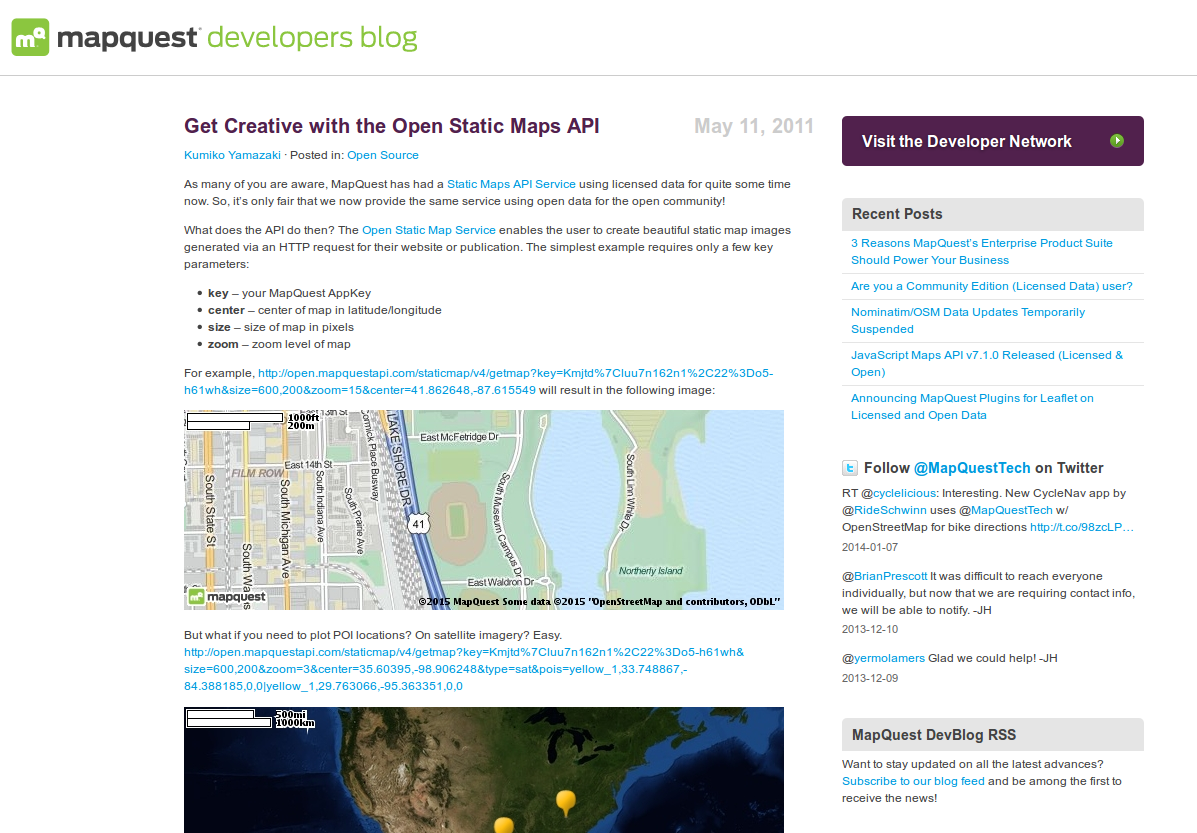 mQ mapquest developers blog
Get Creative with the Open Static Maps API
May 11, 2011
Kumiko Yamazaki · Posted in: Open Source
As many of you are aware, MapQuest has had a Static Maps API Service using licensed data for quite some time
now. So, it's only fair that we now provide the same service using open data for the open community!
What does the API do then? The Open Static Map Service enables the user to create beautiful static map images
generated via an HTTP request for their website or publication. The simplest example requires only a few key
parameters:
• key – your MapQuest AppKey
• center – center of map in latitude/longitude
• size – size of map in pixels
• zoom – zoom level of map
For example, http://open.mapquestapi.com/staticmap/v4/getmap?key=Kmjtd%7Cluu7n162n1%2C22%3Do5-
h61wh&size=600,200&zoom=15&center=41.862648,-87.615549 will result in the following image:
1000ft
200m
East 13th St
Cormick Place Busway
LAKE SHORE DR
East McFetridge Dr
East 14th St
FILM ROW
South State St
South Michigan Ave
South Indiana Ave
South Prairie Ave
41
South Museum Campus Dr
South Linn White Dr
East Waldron Dr
Northerly Island
mQ mapquest
©2015 MapQuest Some data ©2015 "OpenStreetMap and contributors, ODbL"
But what if you need to plot POI locations? On satellite imagery? Easy.
http://open.mapquestapi.com/staticmap/v4/getmap?key=Kmjtd%7Cluu7n162n1%2C22%3Do5-h61wh&
size=600,200&zoom=3&center=35.60395,-98.906248&type=sat&pois=yellow_1,33.748867,-
84.388185,0,0|yellow_1,29.763066,-95.363351,0,0
500mi
1000km
Visit the Developer Network
Recent Posts
3 Reasons MapQuest's Enterprise Product Suite
Should Power Your Business
Are you a Community Edition (Licensed Data) user?
Nominatim/OSM Data Updates Temporarily
Suspended
JavaScript Maps API v7.1.0 Released (Licensed &
Open)
Announcing MapQuest Plugins for Leaflet on
Licensed and Open Data
Follow @MapQuestTech on Twitter
RT @cyclelicious: Interesting. New CycleNav app by
@RideSchwinn uses @MapQuestTech w/
OpenStreetMap for bike directions http://t.co/98zcLP…
2014-01-07
@BrianPrescott It was difficult to reach everyone
individually, but now that we are requiring contact info,
we will be able to notify. -JH
2013-12-10
@yermolamers Glad we could help! -JH
2013-12-09
MapQuest DevBlog RSS
Want to stay updated on all the latest advances?
Subscribe to our blog feed and be among the first to
receive the news!